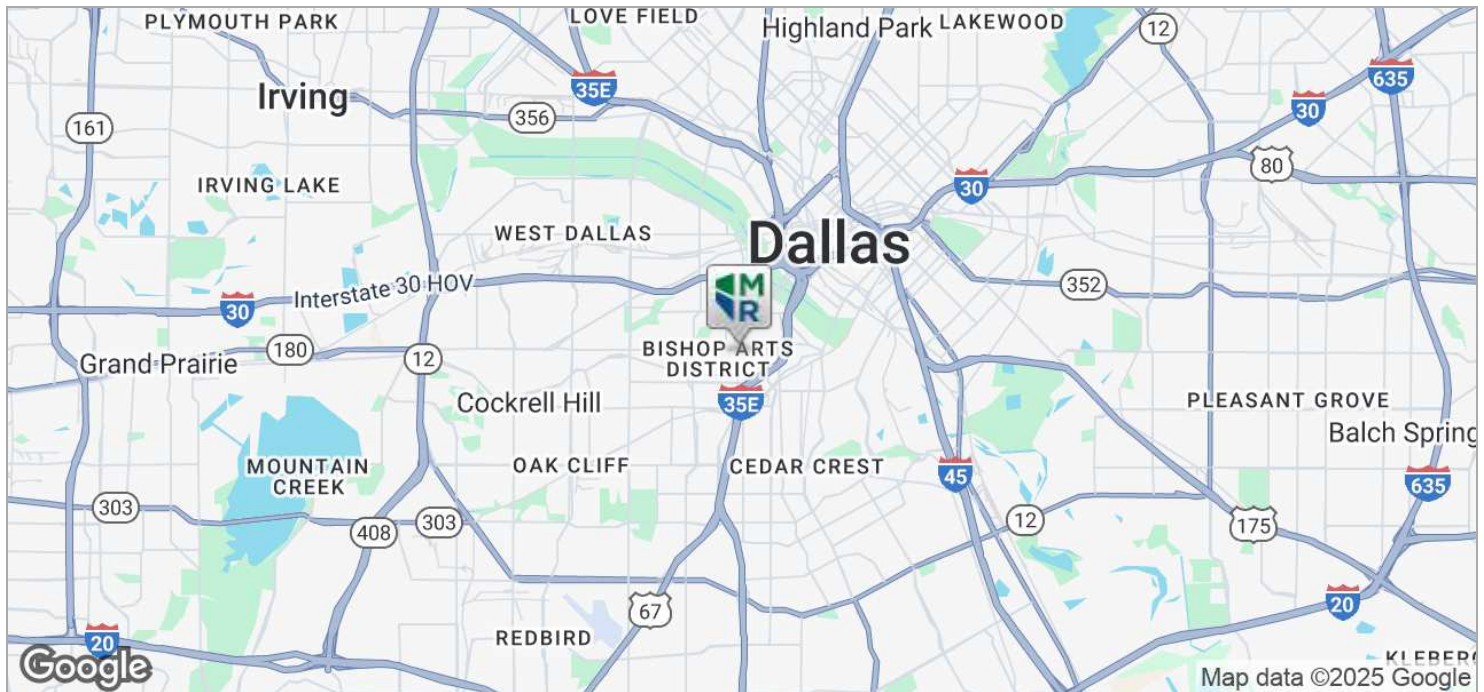 PLYMOUTH PARK
LOVE FIELD
Highland Park
LAKEWOOD
12
635
35E
Irving
30
161
356
80
IRVING LAKE
30
WEST DALLAS
Dallas
352
Interstate 30 HOV
30
M
R
180
12
BISHOP ARTS
DISTRICT
Grand Prairie
Cockrell Hill
35E
PLEASANT GROVE
Balch Spring
MOUNTAIN
CREEK
OAK CLIFF
CEDAR CREST
45
635
303
303
408
12
175
67
20
REDBIRD
20
KLEBERG
Google
Map data ©2025 Google